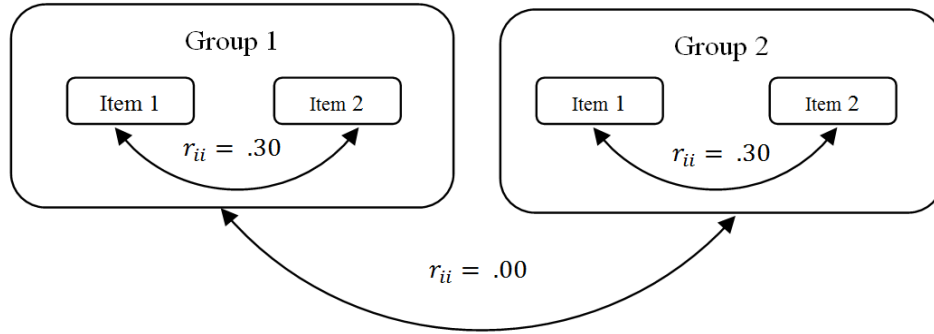 Group 1
Item 1
Item 2
r_ii = .30
Group 2
Item 1
Item 2
r_ii = .30
r_ii = .00